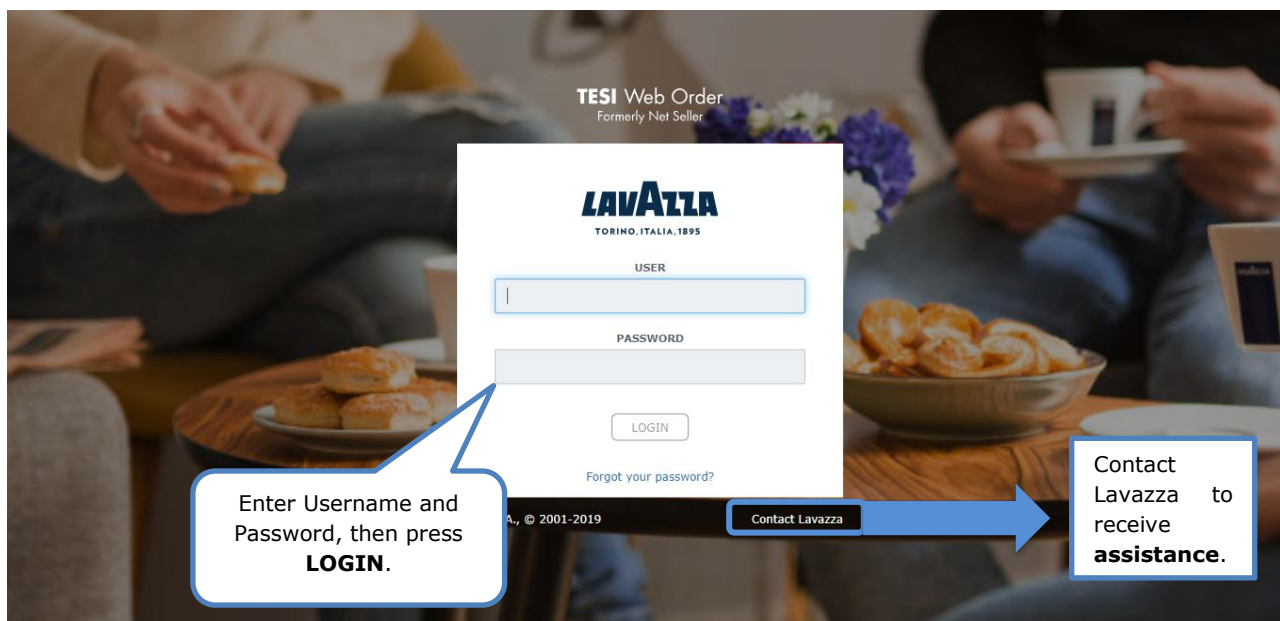 TESI Web Order
Formerly Net Seller
LAVAZZA
TORINO, ITALIA, 1895
USER
PASSWORD
LOGIN
Forgot your password?
Enter Username and
Password, then press
LOGIN.
A., © 2001-2019
Contact Lavazza
Contact
Lavazza to
receive
assistance.